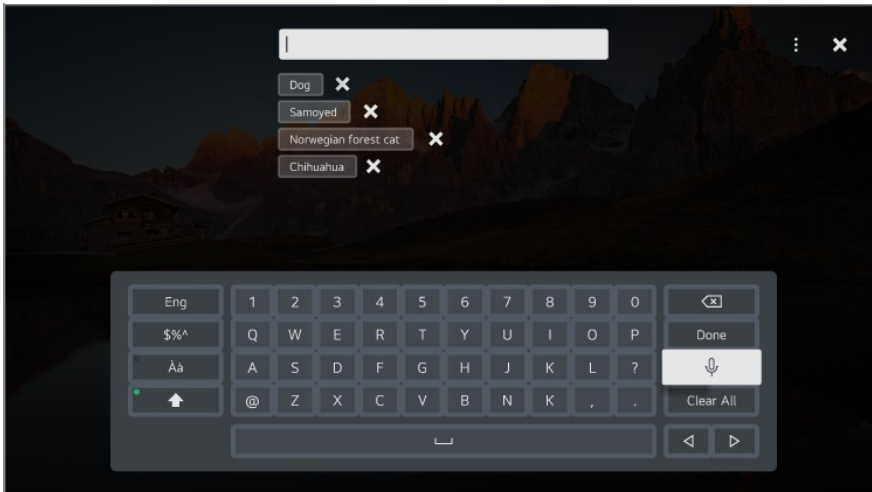 Dog
Samoyed
Norwegian forest cat
Chihuahua
Eng 1 2 3 4 5 6 7 8 9 0
$%^ Q W E R T Y U I O P Done
Àà A S D F G H J K L ?
@ Z X C V B N K , . Clear All